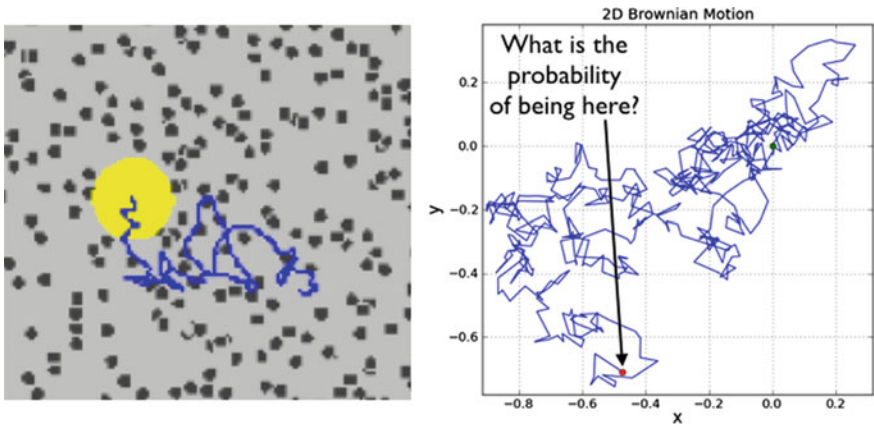 2D Brownian Motion
What is the
probability
of being here?
0.2
0.0
−0.2
−0.4
−0.6
y
−0.8 −0.6 −0.4 −0.2 0.0 0.2
x